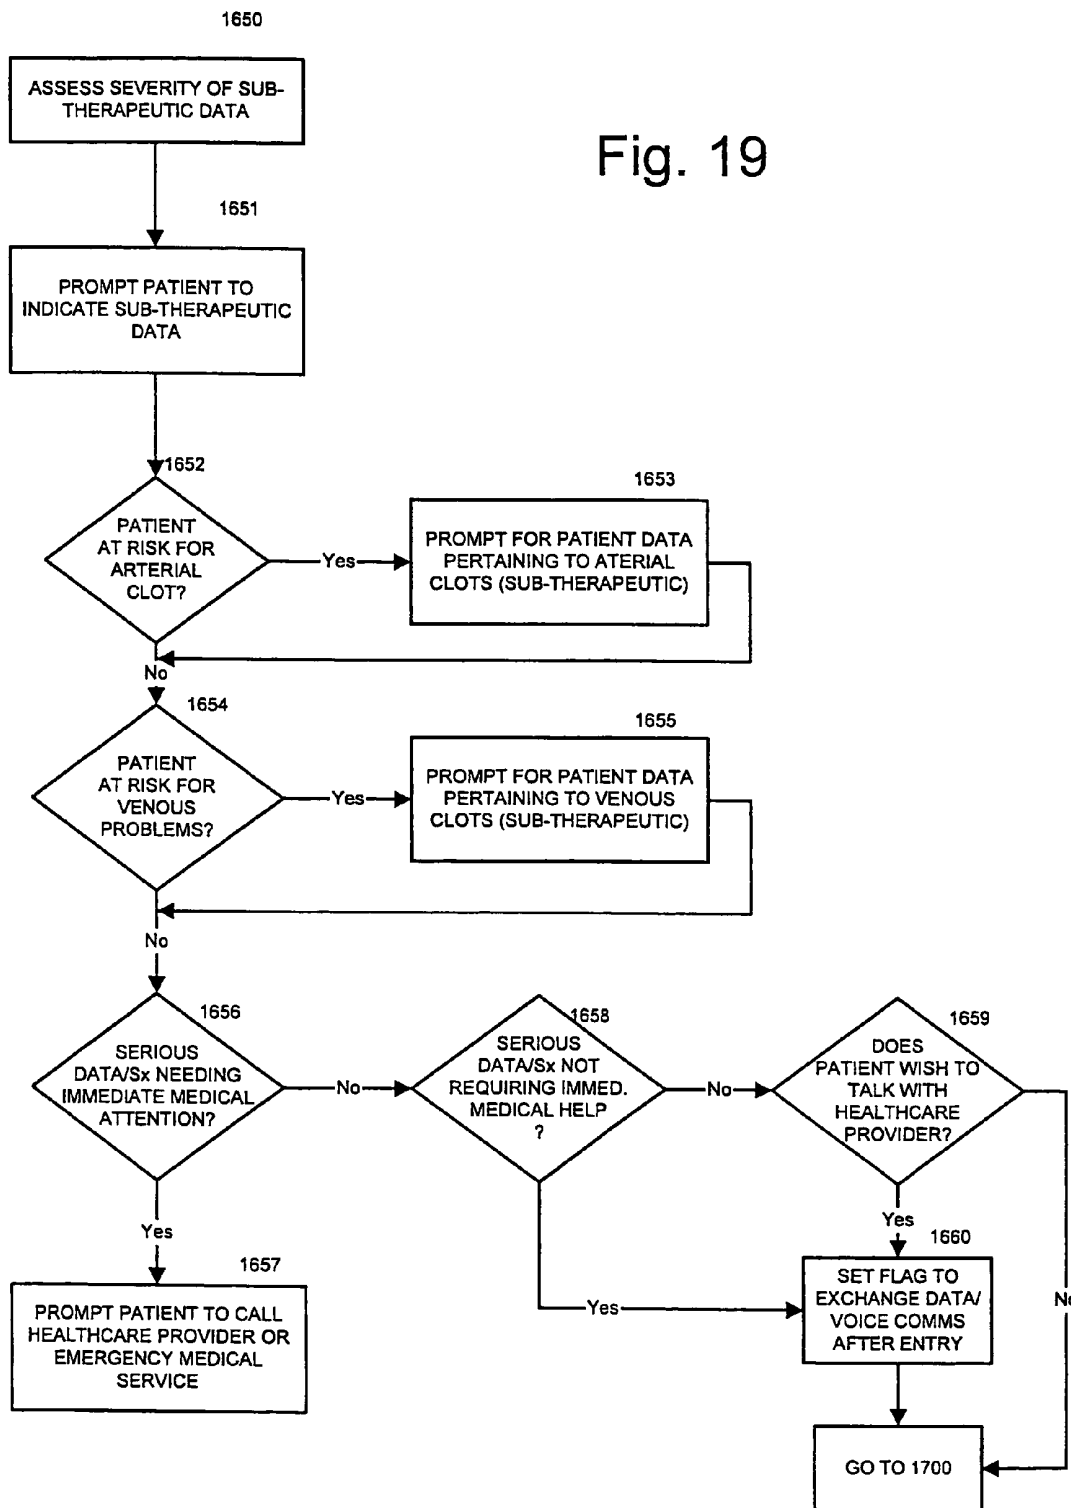 1650
ASSESS SEVERITY OF SUB-
THERAPEUTIC DATA
Fig. 19
1651
PROMPT PATIENT TO
INDICATE SUB-THERAPEUTIC
DATA
1652
PATIENT
AT RISK FOR
ARTERIAL
CLOT?
Yes
1653
PROMPT FOR PATIENT DATA
PERTAINING TO ATERIAL
CLOTS (SUB-THERAPEUTIC)
No
1654
PATIENT
AT RISK FOR
VENOUS
PROBLEMS?
Yes
1655
PROMPT FOR PATIENT DATA
PERTAINING TO VENOUS
CLOTS (SUB-THERAPEUTIC)
No
1656
SERIOUS
DATA/Sx NEEDING
IMMEDIATE MEDICAL
ATTENTION?
No
1658
SERIOUS
DATA/Sx NOT
REQUIRING IMMED.
MEDICAL HELP
?
No
1659
DOES
PATIENT WISH TO
TALK WITH
HEALTHCARE
PROVIDER?
Yes
1657
PROMPT PATIENT TO CALL
HEALTHCARE PROVIDER OR
EMERGENCY MEDICAL
SERVICE
Yes
Yes
1660
SET FLAG TO
EXCHANGE DATA/
VOICE COMMS
AFTER ENTRY
No
GO TO 1700